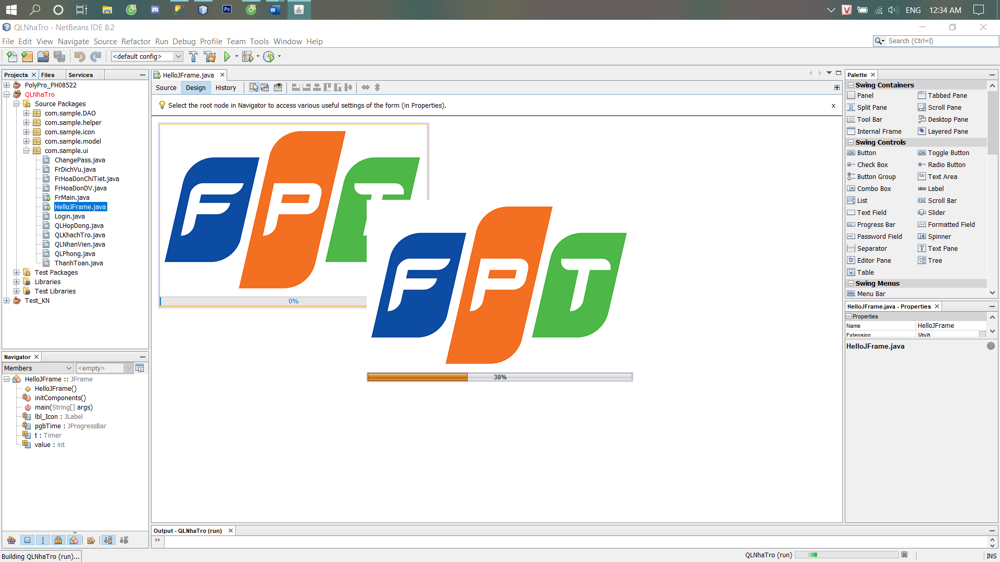 ENG
12:34 AM
QLNhaTro - NetBeans IDE 8.2
File Edit View Navigate Source Refactor Run Debug Profile Team Tools Window Help
Search (Ctrl+I)
<default config>
Projects Files Services
PolyPro_PH08522
QLNhaTro
Source Packages
com.sample.DAO
com.sample.helper
com.sample.icon
com.sample.model
com.sample.ui
ChangePass.java
FrDichVu.java
FrHoaDonChiTiet.java
FrHoaDonDV.java
FrMain.java
HelloJFrame.java
Login.java
QLHopDong.java
QLKhachTro.java
QLNhanVien.java
QLPhong.java
ThanhToan.java
Test Packages
Libraries
Test Libraries
Test_KN
Navigator
Members
<empty>
HelloJFrame :: JFrame
HelloJFrame()
initComponents()
main(String[] args)
lbl_Icon : JLabel
pgbTime : JProgressBar
t : Timer
value : int
HelloJFrame.java
Source Design History
Select the root node in Navigator to access various useful settings of the form (in Properties).
x
FPT
0%
FPT
38%
Output - QLNhaTro (run)
Palette
Swing Containers
Panel Tabbed Pane
Split Pane Scroll Pane
Tool Bar Desktop Pane
Internal Frame Layered Pane
Swing Controls
Button Toggle Button
Check Box Radio Button
Button Group Text Area
Combo Box Label
List Scroll Bar
Text Field Slider
Progress Bar Formatted Field
Password Field Spinner
Separator Text Pane
Editor Pane Tree
Table
Swing Menus
Menu Bar
HelloJFrame.java - Properties
Properties
Name HelloJFrame
Extension java
HelloJFrame.java
Building QLNhaTro (run)...
QLNhaTro (run)
INS